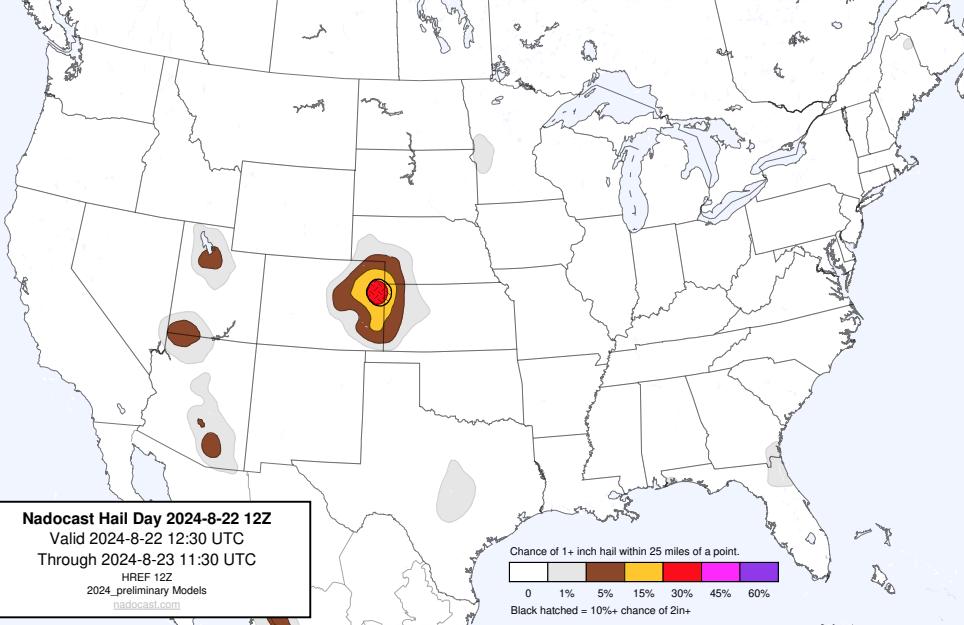 Nadocast Hail Day 2024-8-22 12Z
Valid 2024-8-22 12:30 UTC
Through 2024-8-23 11:30 UTC
HREF 12Z
2024_preliminary Models
nadocast.com
Chance of 1+ inch hail within 25 miles of a point.
0 1% 5% 15% 30% 45% 60%
Black hatched = 10%+ chance of 2in+